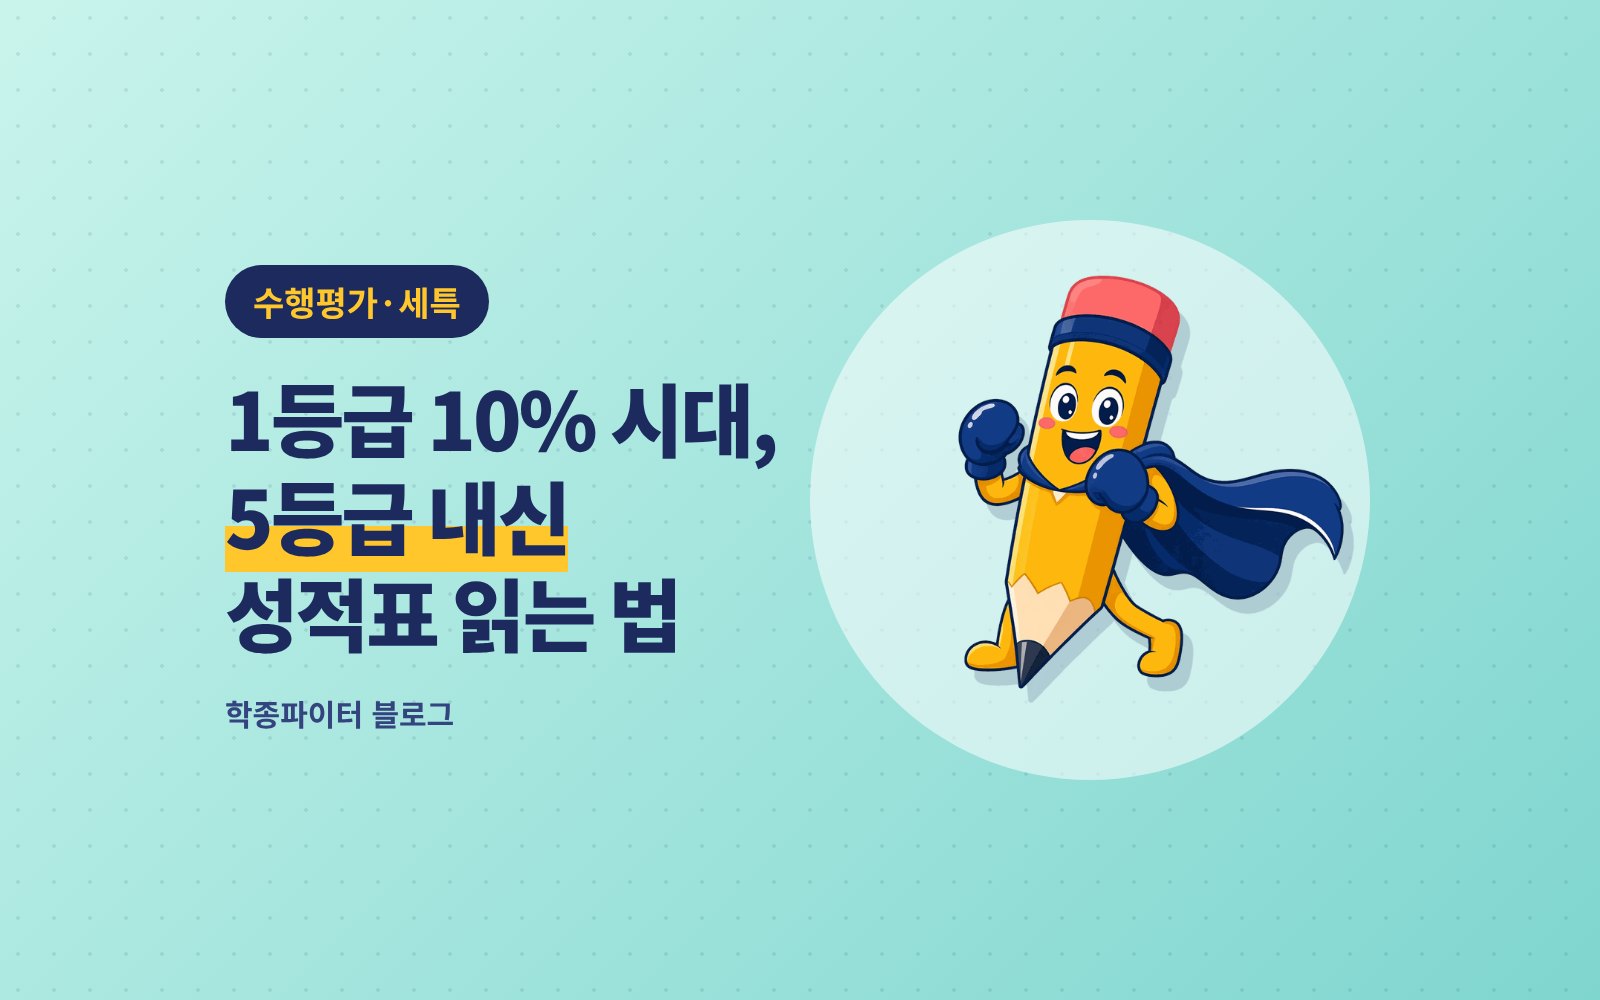 수행평가·세특
1등급 10% 시대,
5등급 내신
성적표 읽는 법
학종파이터 블로그